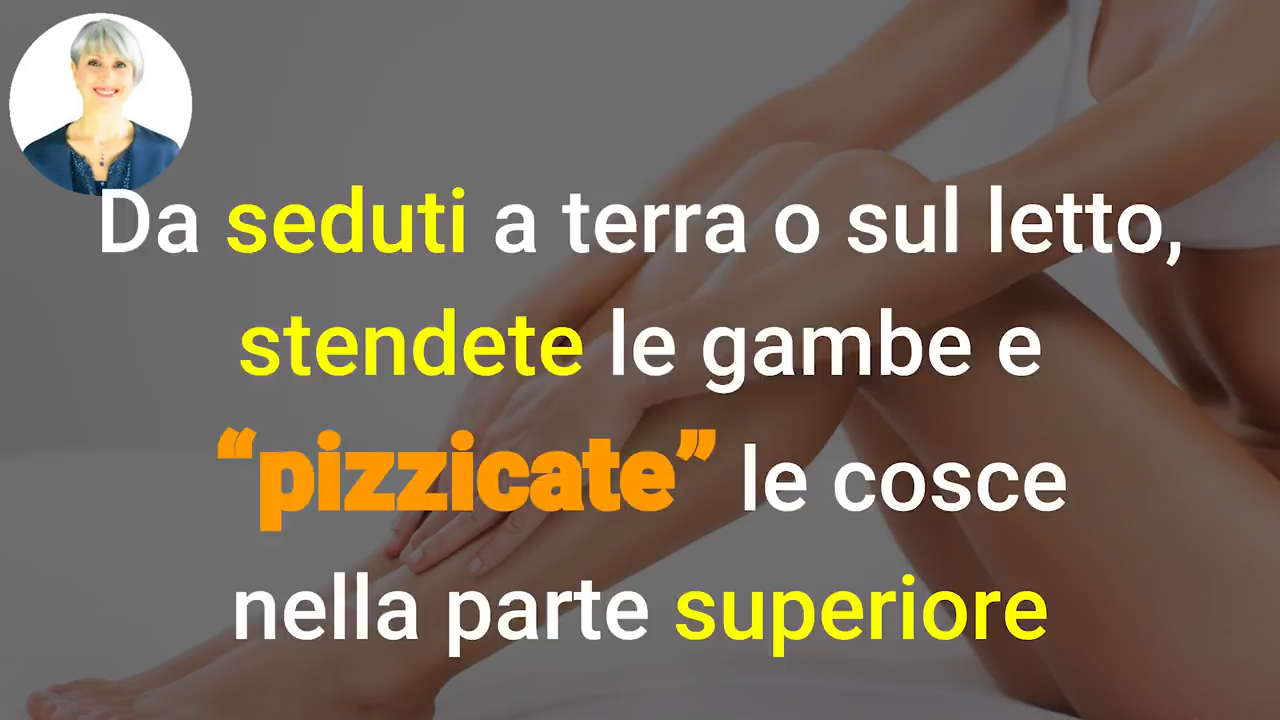 Da seduti a terra o sul letto,
stendete le gambe e
“pizzicate” le cosce
nella parte superiore